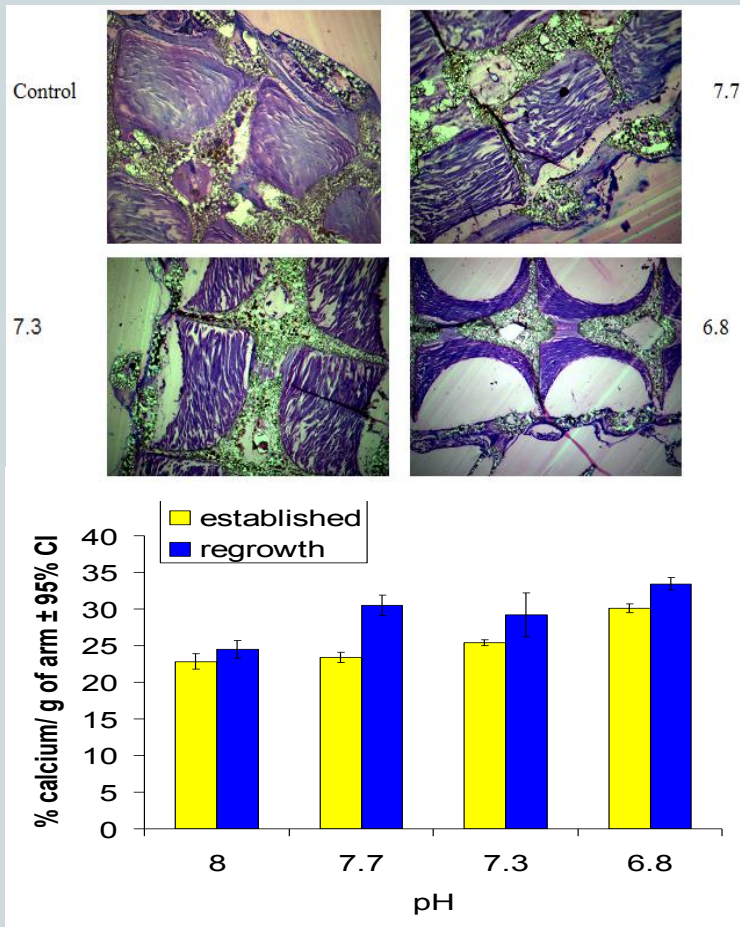 Control
7.7
7.3
6.8
established
regrowth
40
35
30
25
20
15
10
5
0
% calcium/ g of arm ± 95% CI
8 7.7 7.3 6.8
pH